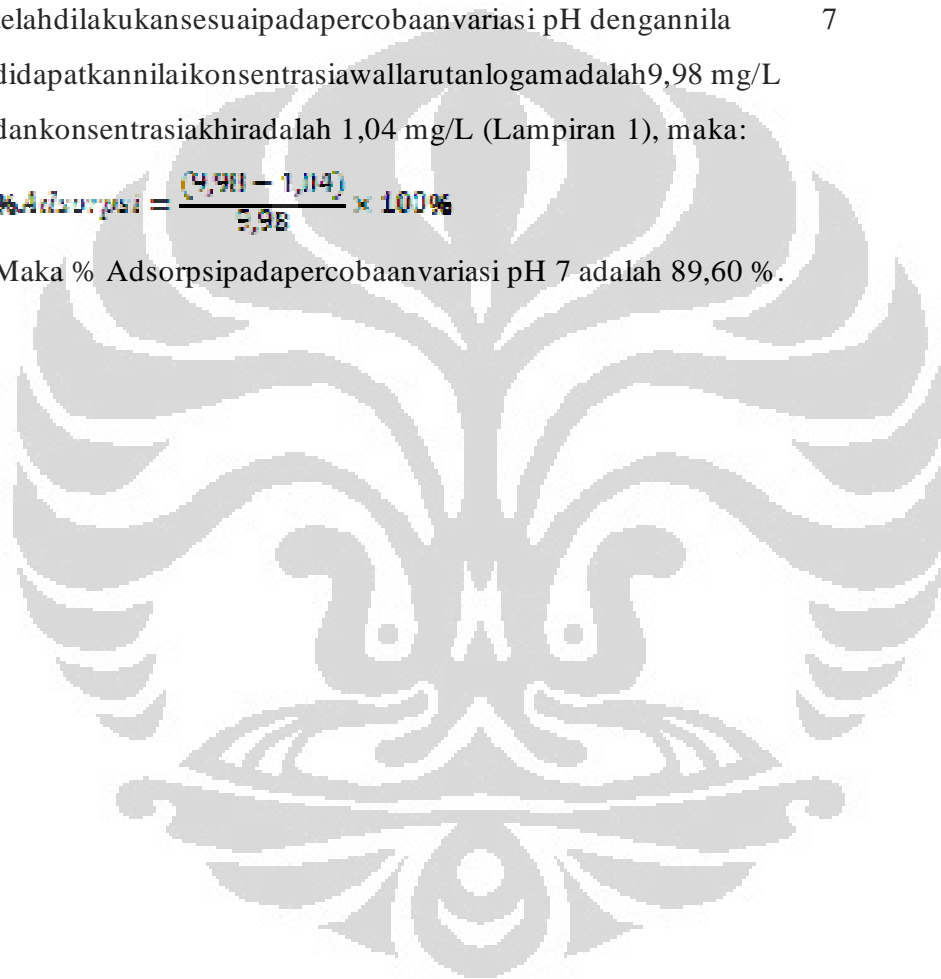 telahdilakukansesuaipadapercobaanvariasi pH dengannila 7
didapatkannilaikonsentrasiawallarutanlogamadalah9,98 mg/L
dankonsentrasiakhiradalah 1,04 mg/L (Lampiran 1), maka:
%Adsorpsi = (9,98 − 1,04) / 9,98 × 100%
Maka % Adsorpsipadapercobaanvariasi pH 7 adalah 89,60 %.